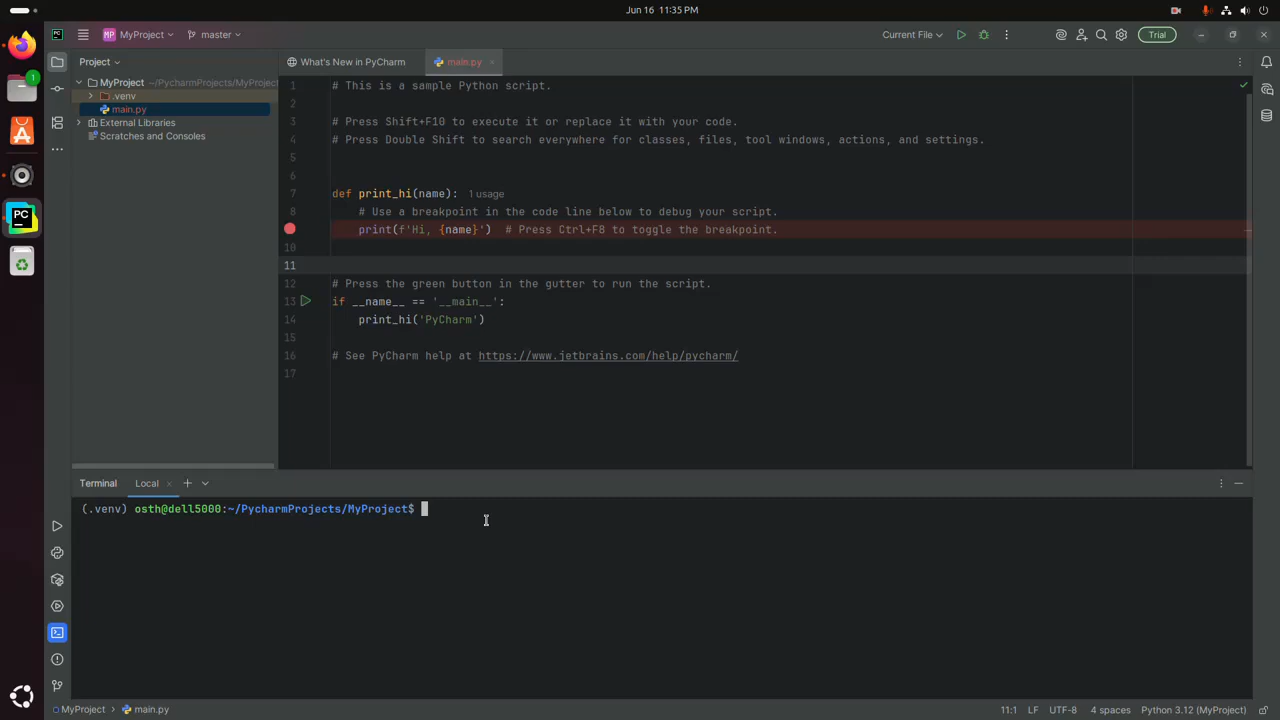 Jun 16 11:35 PM
MP MyProject
master
Current File
Trial
Project
What's New in PyCharm
main.py
MyProject ~/PycharmProjects/MyProject
.venv
main.py
External Libraries
Scratches and Consoles
1 # This is a sample Python script.
2
3 # Press Shift+F10 to execute it or replace it with your code.
4 # Press Double Shift to search everywhere for classes, files, tool windows, actions, and settings.
5
6
7 def print_hi(name): 1 usage
8 # Use a breakpoint in the code line below to debug your script.
print(f'Hi, {name}') # Press Ctrl+F8 to toggle the breakpoint.
10
11
12 # Press the green button in the gutter to run the script.
13 if __name__ == '__main__':
14 print_hi('PyCharm')
15
16 # See PyCharm help at https://www.jetbrains.com/help/pycharm/
17
Terminal Local
(.venv) osth@dell5000:~/PycharmProjects/MyProject$
MyProject main.py
11:1 LF UTF-8 4 spaces Python 3.12 (MyProject)
PC
PC
1